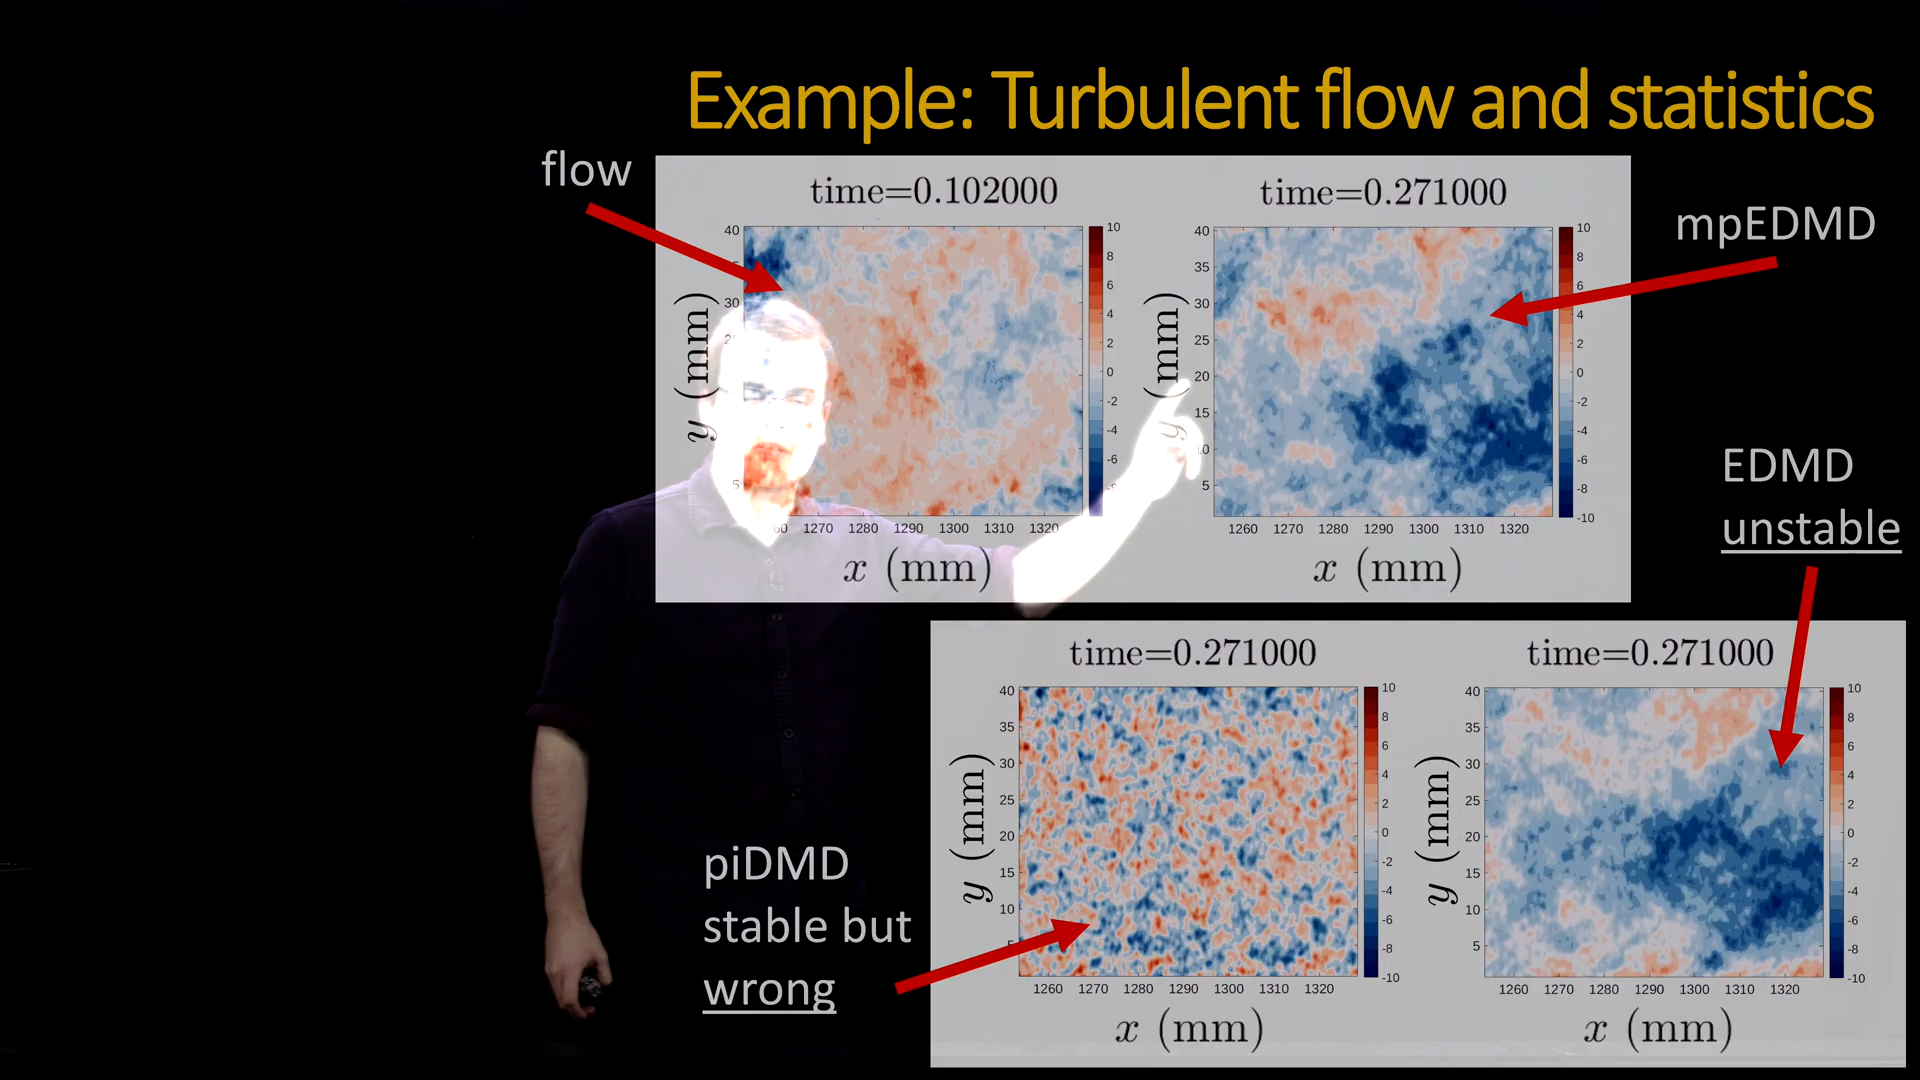 Example: Turbulent flow and statistics
flow
time=0.102000
time=0.271000
mpEDMD
40
30
5
y (mm)
1270 1280 1290 1300 1310 1320
x (mm)
10
8
6
4
2
0
-2
-4
-6
40
35
30
25
20
15
10
5
y (mm)
1260 1270 1280 1290 1300 1310 1320
x (mm)
10
8
6
4
2
0
-2
-4
-6
-8
-10
EDMD
unstable
time=0.271000
time=0.271000
40
35
30
25
20
15
10
5
y (mm)
1260 1270 1280 1290 1300 1310 1320
x (mm)
10
8
6
4
2
0
-2
-4
-6
-8
-10
40
35
30
25
20
15
10
5
y (mm)
1260 1270 1280 1290 1300 1310 1320
x (mm)
10
8
6
4
2
0
-2
-4
-6
-8
-10
piDMD
stable but
wrong